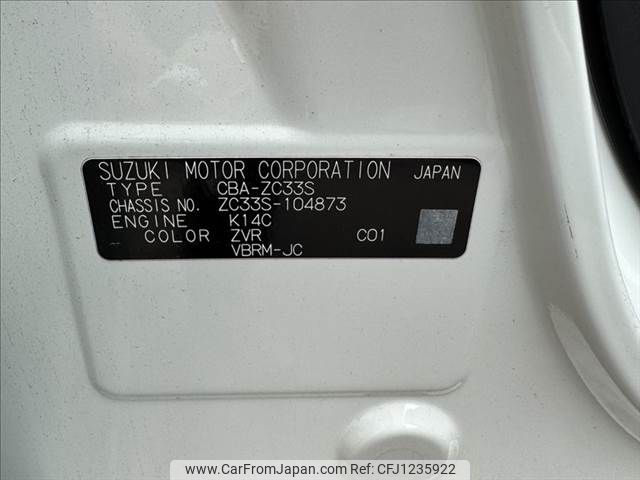 SUZUKI MOTOR CORPORATION JAPAN
TYPE CBA-ZC33S
CHASSIS NO. ZC33S-104873
ENGINE K14C
COLOR ZVR C01
VBRM-JC
www.CarFromJapan.com - Ref No: CFJ1235922